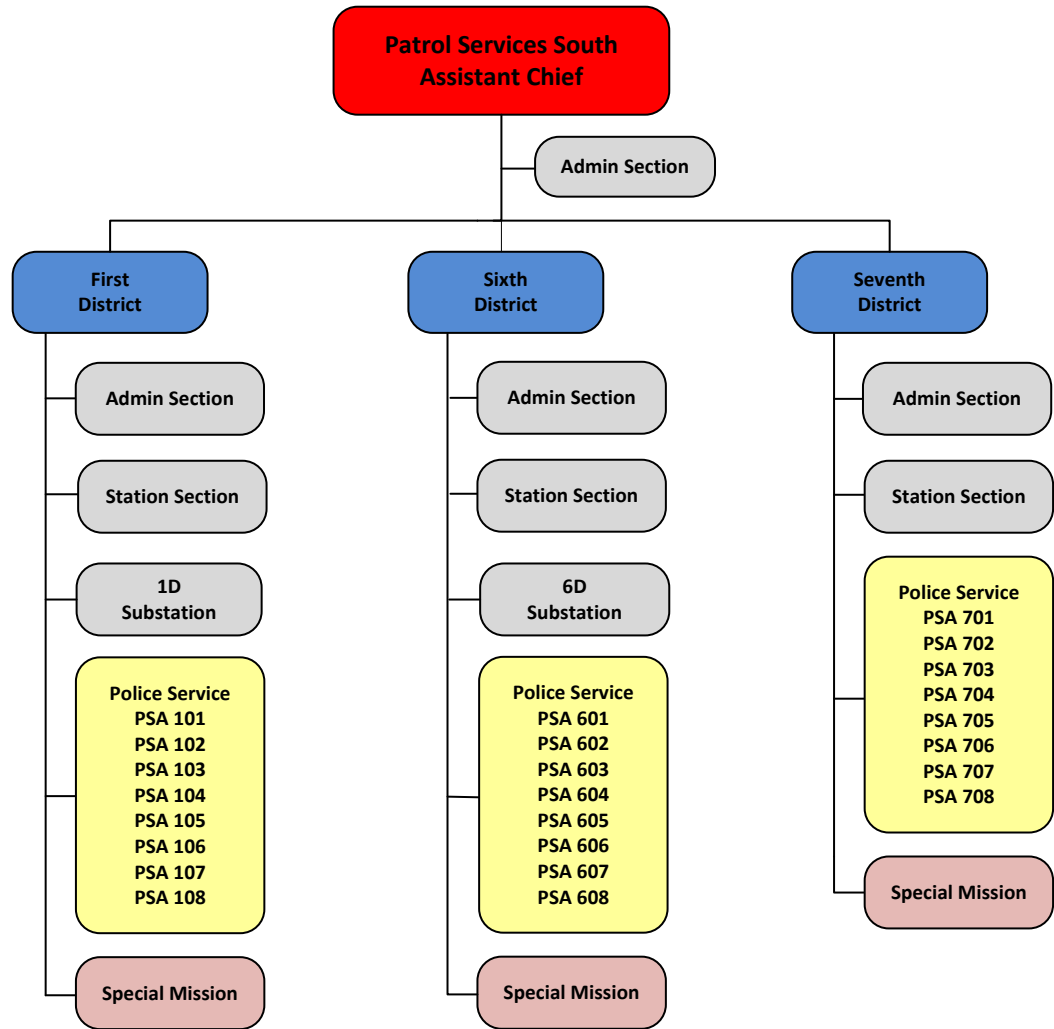 Patrol Services South
Assistant Chief
Admin Section
First
District
Admin Section
Station Section
1D
Substation
Police Service
PSA 101
PSA 102
PSA 103
PSA 104
PSA 105
PSA 106
PSA 107
PSA 108
Special Mission
Sixth
District
Admin Section
Station Section
6D
Substation
Police Service
PSA 601
PSA 602
PSA 603
PSA 604
PSA 605
PSA 606
PSA 607
PSA 608
Special Mission
Seventh
District
Admin Section
Station Section
Police Service
PSA 701
PSA 702
PSA 703
PSA 704
PSA 705
PSA 706
PSA 707
PSA 708
Special Mission